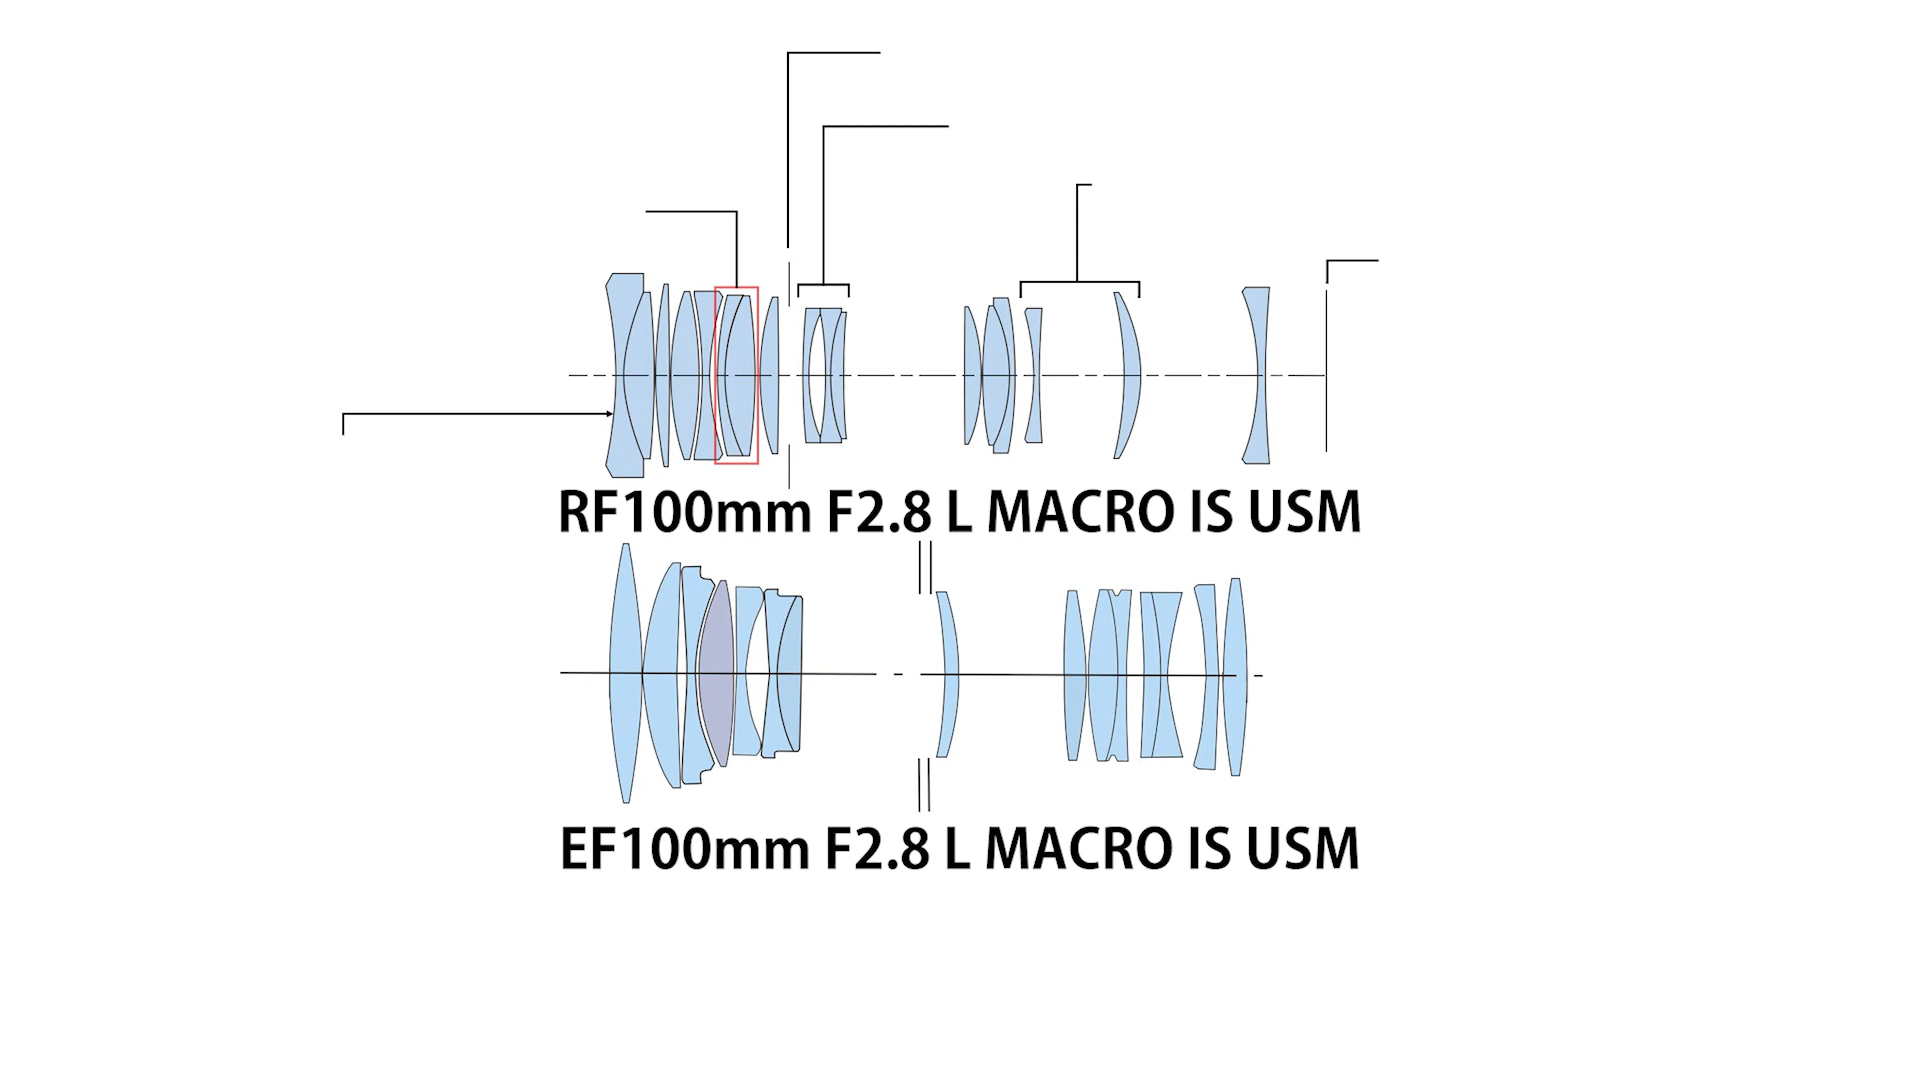 RF100mm F2.8 L MACRO IS USM
EF100mm F2.8 L MACRO IS USM